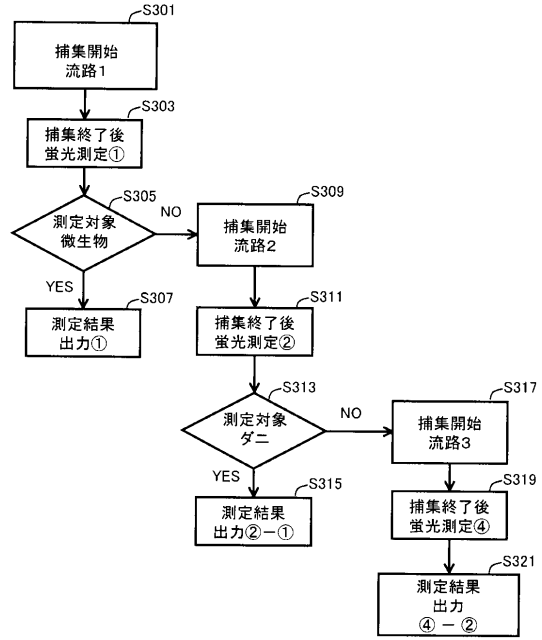 S301
捕集開始
流路1
S303
捕集終了後
蛍光測定①
S305
測定対象
微生物
NO
YES
S307
測定結果
出力①
S309
捕集開始
流路2
S311
捕集終了後
蛍光測定②
S313
測定対象
ダニ
NO
YES
S315
測定結果
出力②－①
S317
捕集開始
流路3
S319
捕集終了後
蛍光測定④
S321
測定結果
出力
④ － ②